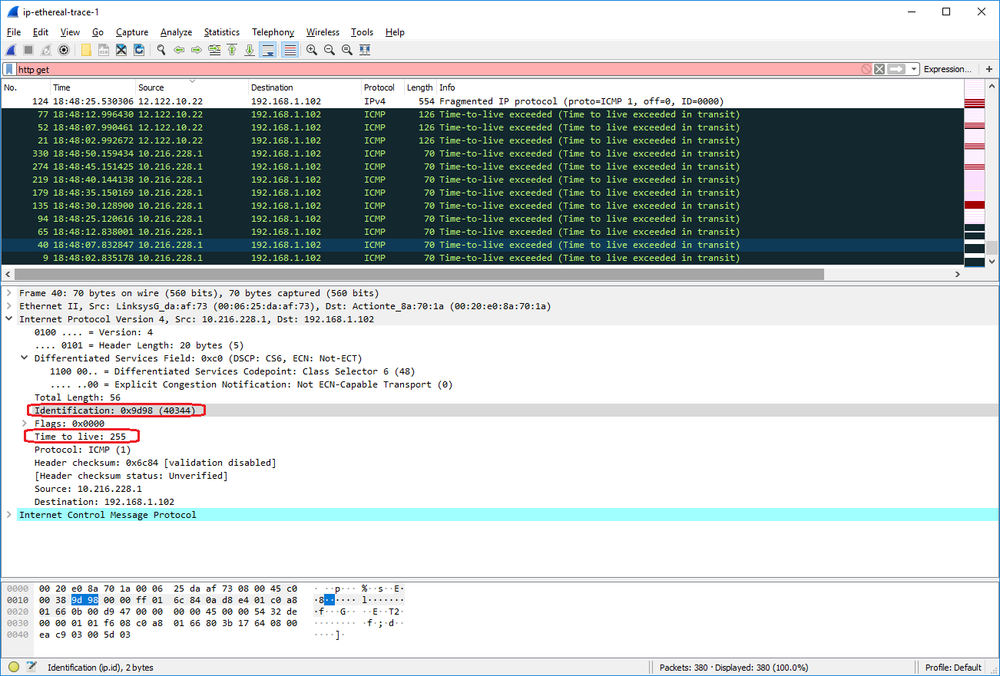 ip-ethereal-trace-1
File Edit View Go Capture Analyze Statistics Telephony Wireless Tools Help
http get Expression... +
No. Time Source Destination Protocol Length Info
124 18:48:25.530306 12.122.10.22 192.168.1.102 IPv4 554 Fragmented IP protocol (proto=ICMP 1, off=0, ID=0000)
77 18:48:12.996430 12.122.10.22 192.168.1.102 ICMP 126 Time-to-live exceeded (Time to live exceeded in transit)
52 18:48:07.990461 12.122.10.22 192.168.1.102 ICMP 126 Time-to-live exceeded (Time to live exceeded in transit)
21 18:48:02.992672 12.122.10.22 192.168.1.102 ICMP 126 Time-to-live exceeded (Time to live exceeded in transit)
330 18:48:50.159434 10.216.228.1 192.168.1.102 ICMP 70 Time-to-live exceeded (Time to live exceeded in transit)
274 18:48:45.151425 10.216.228.1 192.168.1.102 ICMP 70 Time-to-live exceeded (Time to live exceeded in transit)
219 18:48:40.144138 10.216.228.1 192.168.1.102 ICMP 70 Time-to-live exceeded (Time to live exceeded in transit)
179 18:48:35.150169 10.216.228.1 192.168.1.102 ICMP 70 Time-to-live exceeded (Time to live exceeded in transit)
135 18:48:30.128900 10.216.228.1 192.168.1.102 ICMP 70 Time-to-live exceeded (Time to live exceeded in transit)
94 18:48:25.120616 10.216.228.1 192.168.1.102 ICMP 70 Time-to-live exceeded (Time to live exceeded in transit)
65 18:48:12.838001 10.216.228.1 192.168.1.102 ICMP 70 Time-to-live exceeded (Time to live exceeded in transit)
40 18:48:07.832847 10.216.228.1 192.168.1.102 ICMP 70 Time-to-live exceeded (Time to live exceeded in transit)
9 18:48:02.835178 10.216.228.1 192.168.1.102 ICMP 70 Time-to-live exceeded (Time to live exceeded in transit)
Frame 40: 70 bytes on wire (560 bits), 70 bytes captured (560 bits)
Ethernet II, Src: LinksysG_da:af:73 (00:06:25:da:af:73), Dst: Actionte_8a:70:1a (00:20:e0:8a:70:1a)
Internet Protocol Version 4, Src: 10.216.228.1, Dst: 192.168.1.102
0100 .... = Version: 4
.... 0101 = Header Length: 20 bytes (5)
Differentiated Services Field: 0xc0 (DSCP: CS6, ECN: Not-ECT)
1100 00.. = Differentiated Services Codepoint: Class Selector 6 (48)
.... ..00 = Explicit Congestion Notification: Not ECN-Capable Transport (0)
Total Length: 56
Identification: 0x9d98 (40344)
Flags: 0x0000
Time to live: 255
Protocol: ICMP (1)
Header checksum: 0x6c84 [validation disabled]
[Header checksum status: Unverified]
Source: 10.216.228.1
Destination: 192.168.1.102
Internet Control Message Protocol
0000 00 20 e0 8a 70 1a 00 06 25 da af 73 08 00 45 c0 · ··p··· %··s··E·
0010 00 38 9d 98 00 00 ff 01 6c 84 0a d8 e4 01 c0 a8 ·8······ l·······
0020 01 66 0b 00 d9 47 00 00 00 00 45 00 00 54 32 de ·f···G·· ··E··T2·
0030 00 00 01 01 f6 08 c0 a8 01 66 80 3b 17 64 08 00 ········ ·f·;·d··
0040 ea c9 03 00 5d 03 ····]·
Identification (ip.id), 2 bytes Packets: 380 · Displayed: 380 (100.0%) Profile: Default